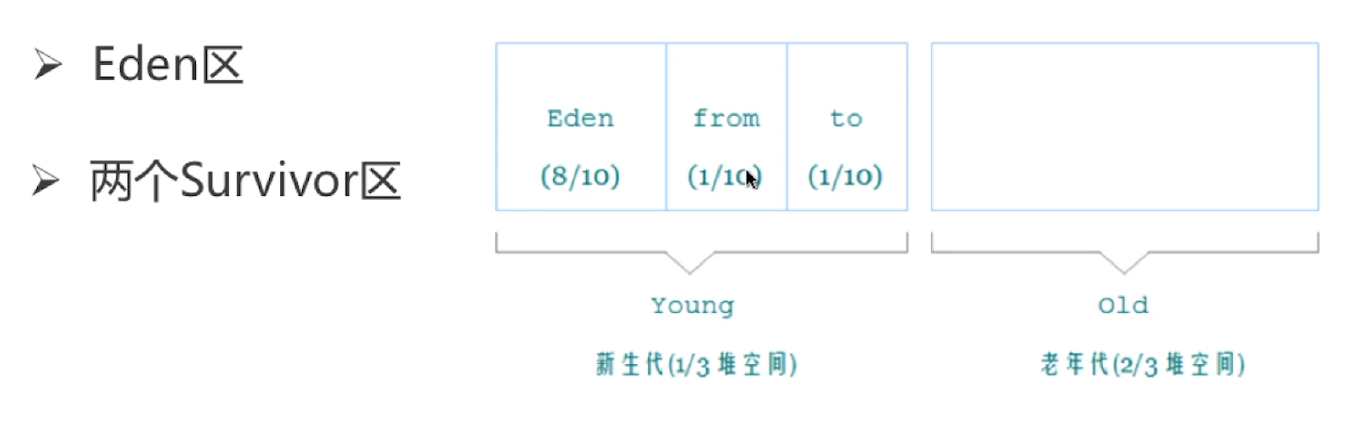 Eden区
两个Survivor区
Eden from to
(8/10) (1/10) (1/10)
Young Old
新生代(1/3 堆空间) 老年代(2/3 堆空间)